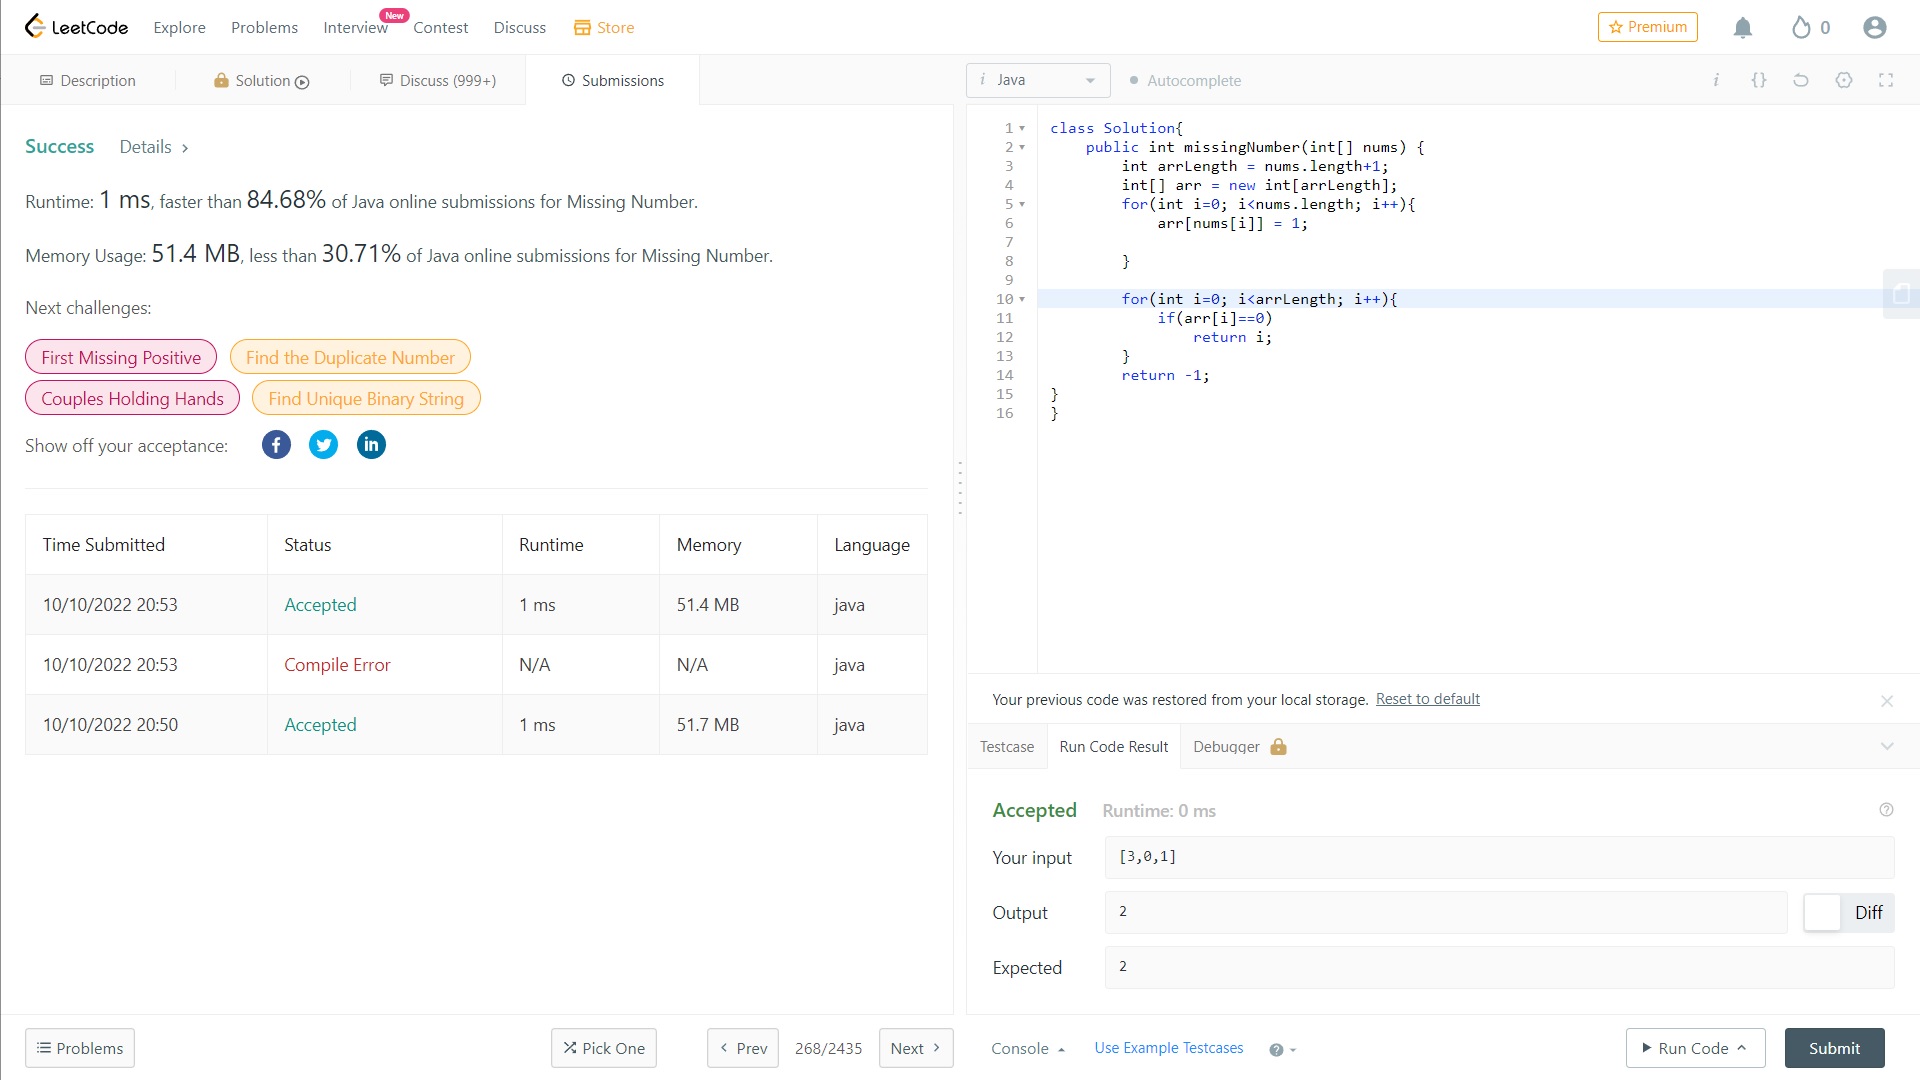 LeetCode Explore Problems Interview New Contest Discuss Store Premium 0
Description Solution Discuss (999+) Submissions
i Java Autocomplete i {}
Success Details >
Runtime: 1 ms, faster than 84.68% of Java online submissions for Missing Number.
Memory Usage: 51.4 MB, less than 30.71% of Java online submissions for Missing Number.
Next challenges:
First Missing Positive Find the Duplicate Number
Couples Holding Hands Find Unique Binary String
Show off your acceptance: f in
Time Submitted Status Runtime Memory Language
10/10/2022 20:53 Accepted 1 ms 51.4 MB java
10/10/2022 20:53 Compile Error N/A N/A java
10/10/2022 20:50 Accepted 1 ms 51.7 MB java
Problems Pick One < Prev 268/2435 Next >
1 class Solution{
2 public int missingNumber(int[] nums) {
3 int arrLength = nums.length+1;
4 int[] arr = new int[arrLength];
5 for(int i=0; i<nums.length; i++){
6 arr[nums[i]] = 1;
7
8 }
9
10 for(int i=0; i<arrLength; i++){
11 if(arr[i]==0)
12 return i;
13 }
14 return -1;
15 }
16 }
Your previous code was restored from your local storage. Reset to default
Testcase Run Code Result Debugger
Accepted Runtime: 0 ms ?
Your input [3,0,1]
Output 2 Diff
Expected 2
Console Use Example Testcases ? Run Code Submit